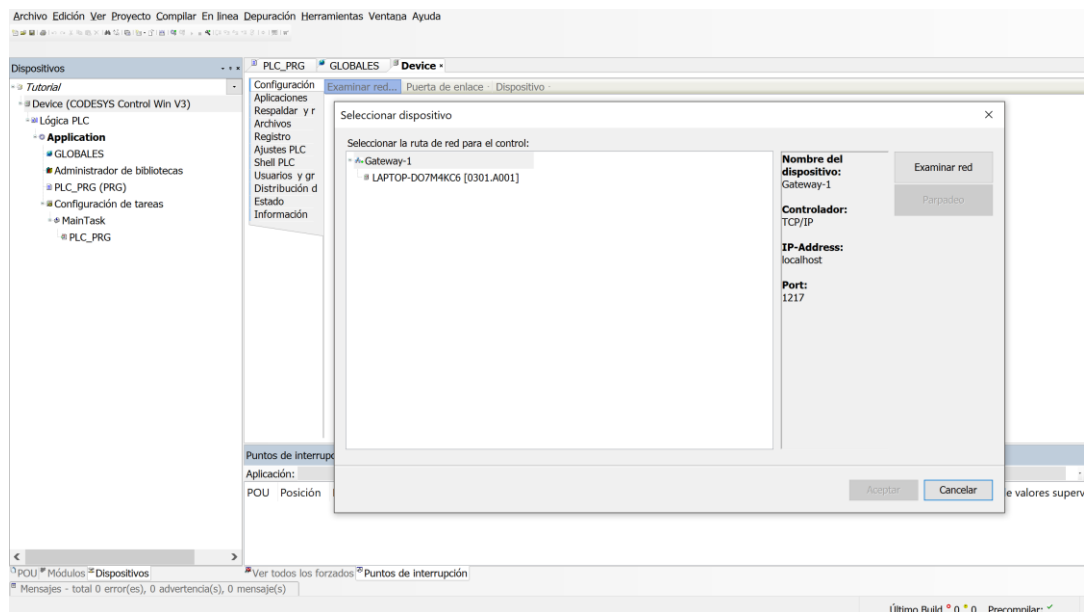 Archivo Edición Ver Proyecto Compilar En línea Depuración Herramientas Ventana Ayuda
Dispositivos
Tutorial
Device (CODESYS Control Win V3)
Lógica PLC
Application
GLOBALES
Administrador de bibliotecas
PLC_PRG (PRG)
Configuración de tareas
MainTask
PLC_PRG
POU Módulos Dispositivos
PLC_PRG GLOBALES Device
Configuración
Aplicaciones
Respaldar y r
Archivos
Registro
Ajustes PLC
Shell PLC
Usuarios y gr
Distribución d
Estado
Información
Examinar red... Puerta de enlace Dispositivo
Seleccionar dispositivo
Seleccionar la ruta de red para el control:
Gateway-1
LAPTOP-DO7M4KC6 [0301.A001]
Nombre del
dispositivo:
Gateway-1
Controlador:
TCP/IP
IP-Address:
localhost
Port:
1217
Examinar red
Parpadeo
Aceptar Cancelar
Puntos de interrupc
Aplicación:
POU Posición
e valores superv
Ver todos los forzados Puntos de interrupción
Mensajes - total 0 error(es), 0 advertencia(s), 0 mensaje(s)
Último Build 0 0 Precompilar: